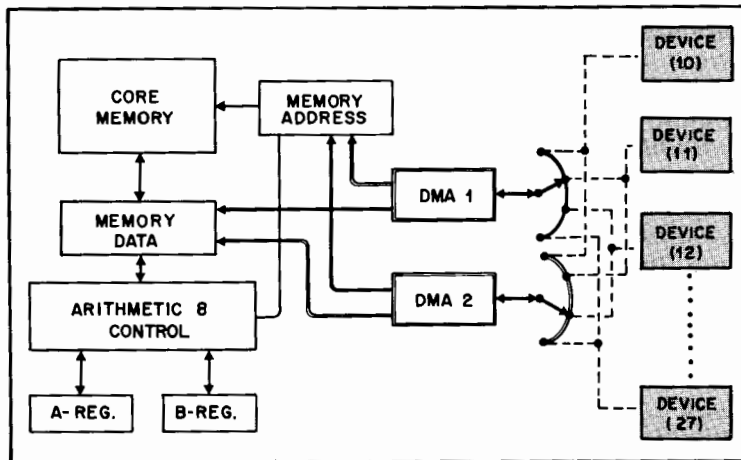 CORE
MEMORY
MEMORY
ADDRESS
MEMORY
DATA
ARITHMETIC 8
CONTROL
A-REG.
B-REG.
DMA 1
DMA 2
DEVICE
(10)
DEVICE
(11)
DEVICE
(12)
DEVICE
(27)